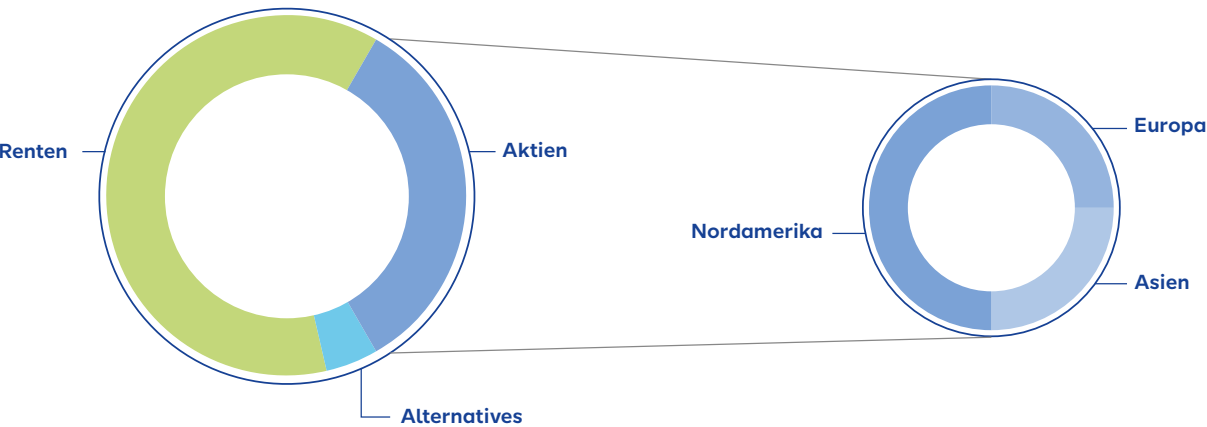 Renten
Aktien
Alternatives
Nordamerika
Europa
Asien